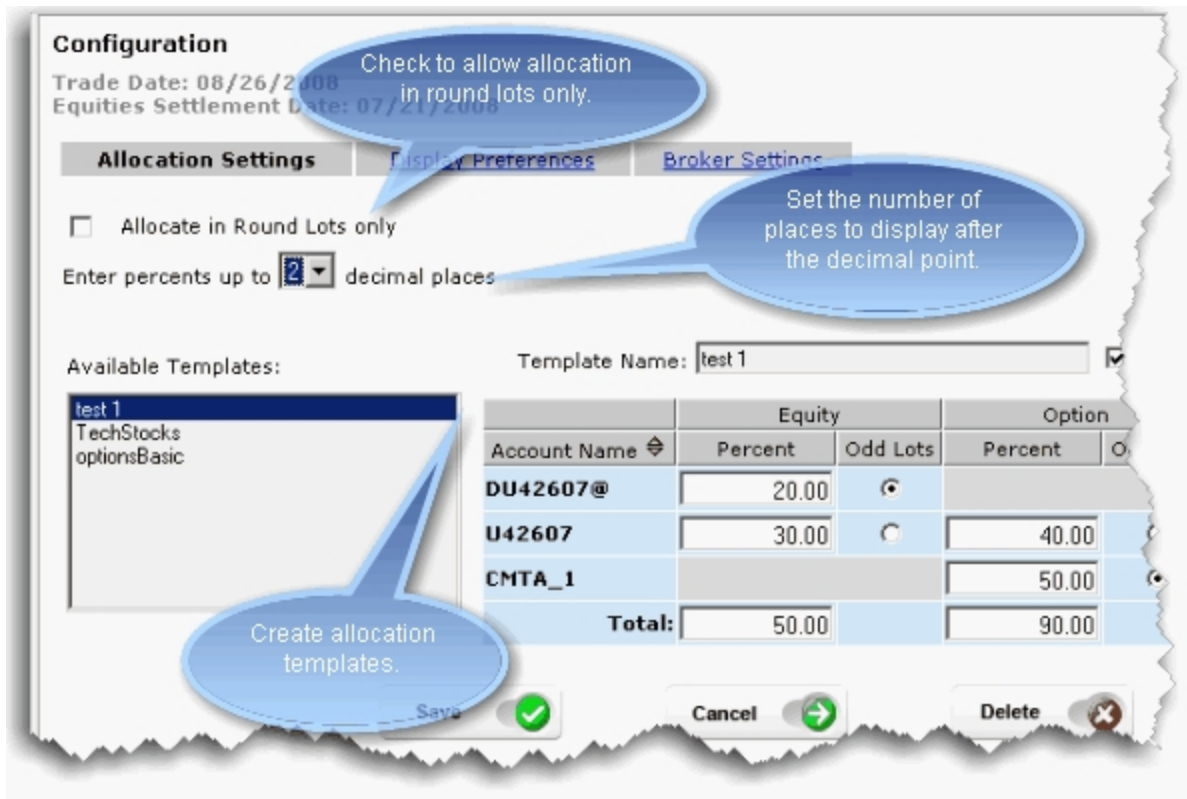 Configuration
Check to allow allocation
in round lots only.
Trade Date: 08/26/2008
Equities Settlement Date: 07/21/2008
Allocation Settings Display Preferences Broker Settings
Set the number of
places to display after
the decimal point.
Allocate in Round Lots only
Enter percents up to 2 decimal places
Available Templates:
Template Name: test 1
test 1
TechStocks
optionsBasic
Equity Option
Account Name Percent Odd Lots Percent
DU42607@ 20.00
U42607 30.00 40.00
CMTA_1 50.00
Total: 50.00 90.00
Create allocation
templates.
Save Cancel Delete